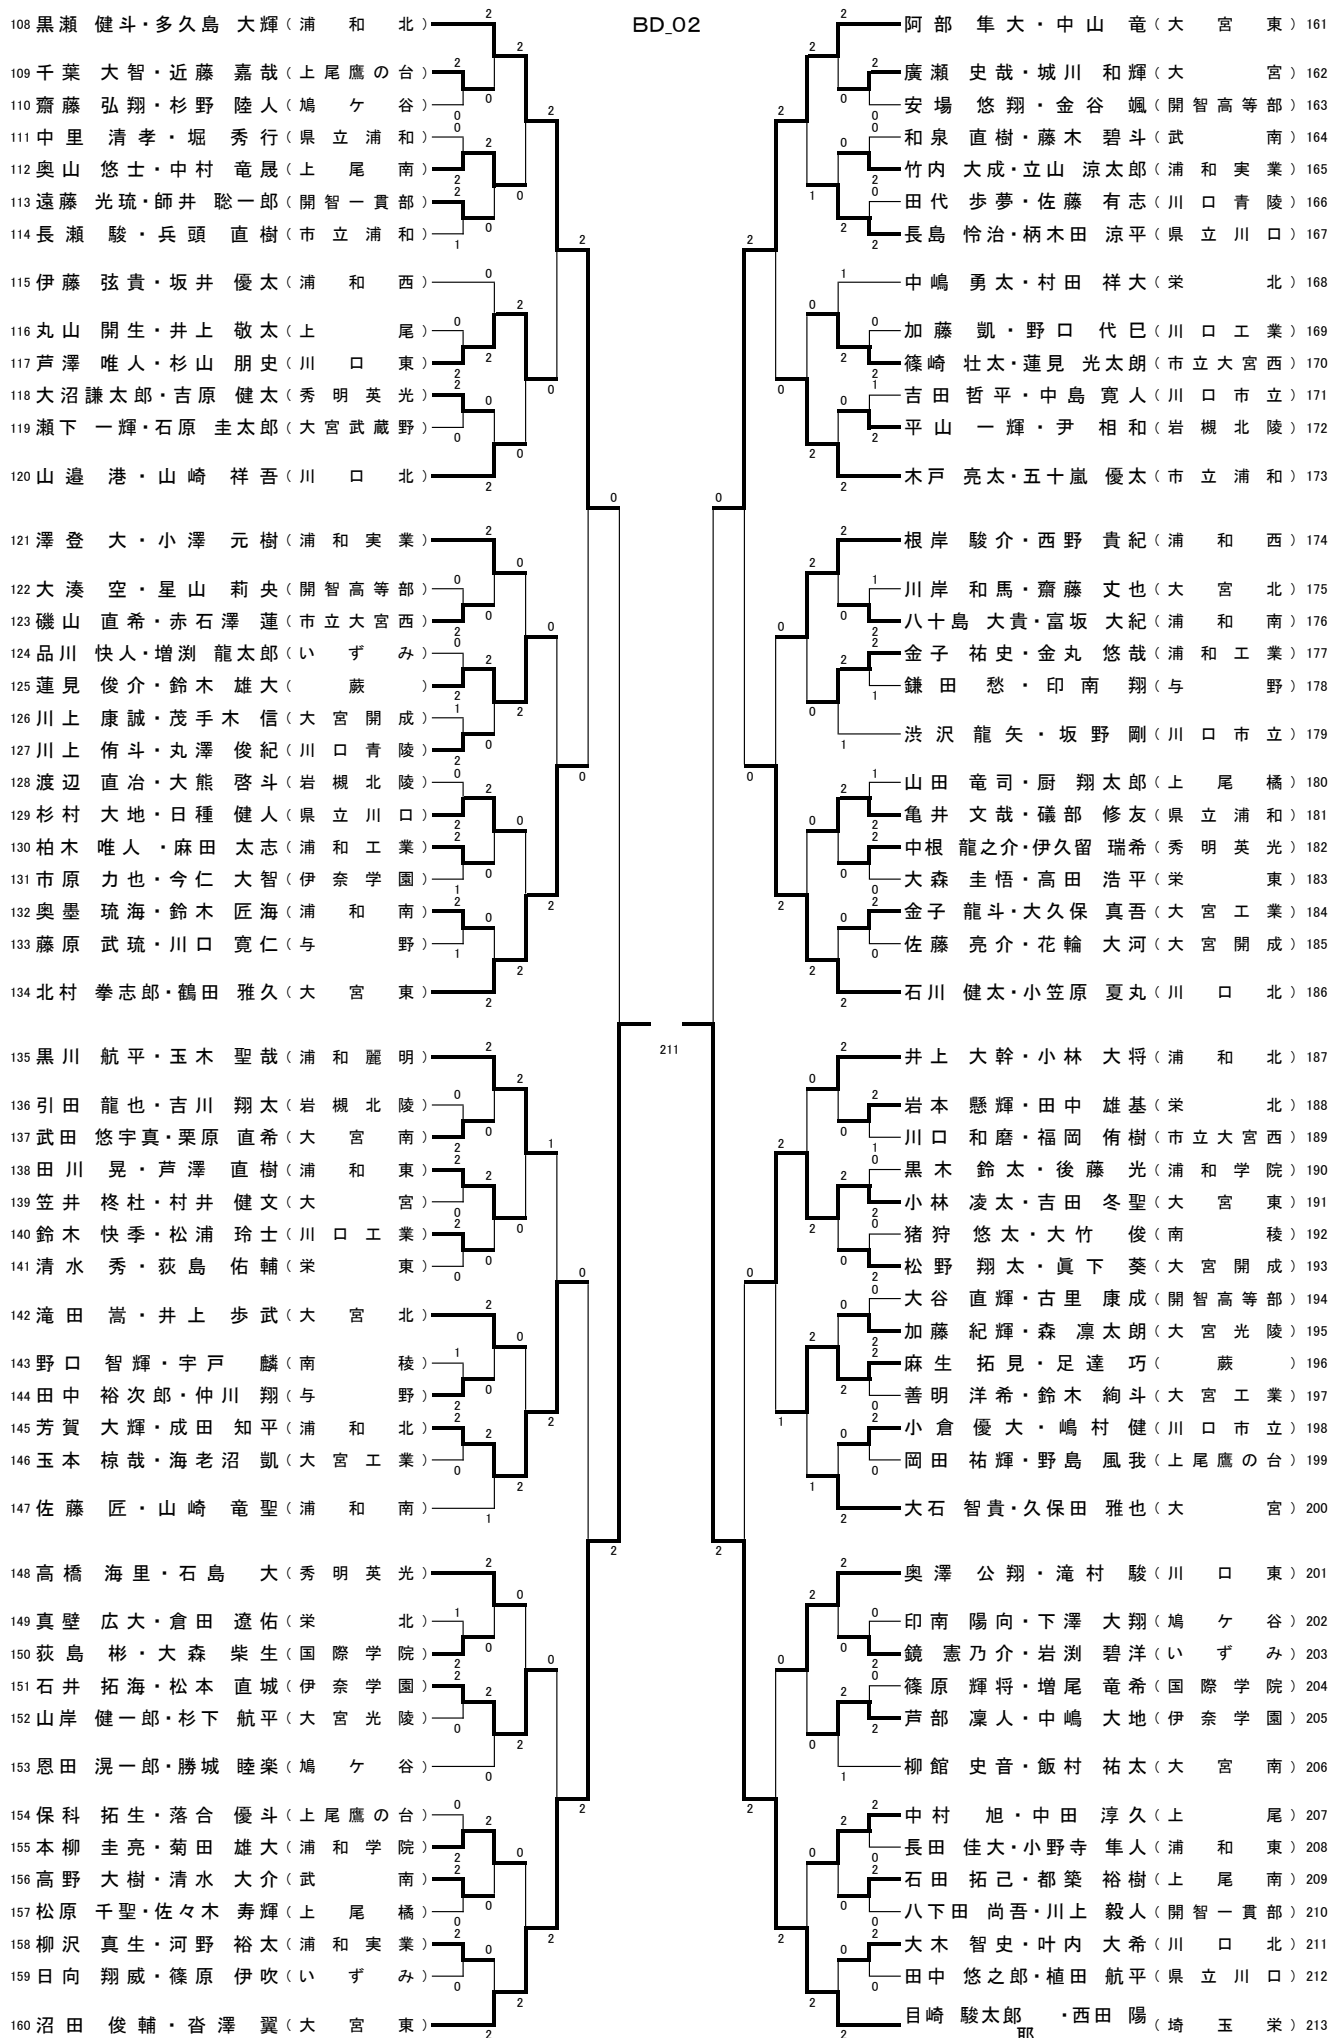 BD_02
108 黒瀬 健斗・多久島 大輝 (浦和北)
109 千葉 大智・近藤 嘉哉 (上尾鷹の台)
110 齋藤 弘翔・杉野 陸人 (鳩ケ谷)
111 中里 清孝・堀 秀行 (県立浦和)
112 奥山 悠士・中村 竜晟 (上尾南)
113 遠藤 光琉・師井 聡一郎 (開智一貫部)
114 長瀬 駿・兵頭 直樹 (市立浦和)
115 伊藤 弦貴・坂井 優太 (浦和西)
116 丸山 開生・井上 敬太 (上尾)
117 芦澤 唯人・杉山 朋史 (川口東)
118 大沼謙太郎・吉原 健太 (秀明英光)
119 瀬下 一輝・石原 圭太郎 (大宮武蔵野)
120 山邉 港・山崎 祥吾 (川口北)
121 澤登 大・小澤 元樹 (浦和実業)
122 大湊 空・星山 莉央 (開智高等部)
123 磯山 直希・赤石澤 蓮 (市立大宮西)
124 品川 快人・増渕 龍太郎 (いずみ)
125 蓮見 俊介・鈴木 雄大 (蕨)
126 川上 康誠・茂手木 信 (大宮開成)
127 川上 侑斗・丸澤 俊紀 (川口青陵)
128 渡辺 直冶・大熊 啓斗 (岩槻北陵)
129 杉村 大地・日種 健人 (県立川口)
130 柏木 唯人・麻田 太志 (浦和工業)
131 市原 力也・今仁 大智 (伊奈学園)
132 奥墨 琉海・鈴木 匠海 (浦和南)
133 藤原 武琉・川口 寛仁 (与野)
134 北村 拳志郎・鶴田 雅久 (大宮東)
135 黒川 航平・玉木 聖哉 (浦和麗明)
136 引田 龍也・吉川 翔太 (岩槻北陵)
137 武田 悠宇真・栗原 直希 (大宮南)
138 田川 晃・芦澤 直樹 (浦和東)
139 笠井 柊杜・村井 健文 (大宮)
140 鈴木 快季・松浦 玲士 (川口工業)
141 清水 秀・荻島 佑輔 (栄東)
142 滝田 嵩・井上 歩武 (大宮北)
143 野口 智輝・宇戸 麟 (南稜)
144 田中 裕次郎・仲川 翔 (与野)
145 芳賀 大輝・成田 知平 (浦和北)
146 玉本 椋哉・海老沼 凱 (大宮工業)
147 佐藤 匠・山崎 竜聖 (浦和南)
148 高橋 海里・石島 大 (秀明英光)
149 真壁 広大・倉田 遼佑 (栄北)
150 荻島 彬・大森 柴生 (国際学院)
151 石井 拓海・松本 直城 (伊奈学園)
152 山岸 健一郎・杉下 航平 (大宮光陵)
153 恩田 滉一郎・勝城 睦楽 (鳩ケ谷)
154 保科 拓生・落合 優斗 (上尾鷹の台)
155 本柳 圭亮・菊田 雄大 (浦和学院)
156 高野 大樹・清水 大介 (武南)
157 松原 千聖・佐々木 寿輝 (上尾橘)
158 柳沢 真生・河野 裕太 (浦和実業)
159 日向 翔威・篠原 伊吹 (いずみ)
160 沼田 俊輔・沓澤 翼 (大宮東)
211
阿部 隼大・中山 竜 (大宮東) 161
廣瀬 史哉・城川 和輝 (大宮) 162
安場 悠翔・金谷 颯 (開智高等部) 163
和泉 直樹・藤木 碧斗 (武南) 164
竹内 大成・立山 涼太郎 (浦和実業) 165
田代 歩夢・佐藤 有志 (川口青陵) 166
長島 怜治・柄木田 涼平 (県立川口) 167
中嶋 勇太・村田 祥大 (栄北) 168
加藤 凱・野口 代巳 (川口工業) 169
篠崎 壮太・蓮見 光太朗 (市立大宮西) 170
吉田 哲平・中島 寛人 (川口市立) 171
平山 一輝・尹 相和 (岩槻北陵) 172
木戸 亮太・五十嵐 優太 (市立浦和) 173
根岸 駿介・西野 貴紀 (浦和西) 174
川岸 和馬・齋藤 丈也 (大宮北) 175
八十島 大貴・富坂 大紀 (浦和南) 176
金子 祐史・金丸 悠哉 (浦和工業) 177
鎌田 愁・印南 翔 (与野) 178
渋沢 龍矢・坂野 剛 (川口市立) 179
山田 竜司・厨 翔太郎 (上尾橘) 180
亀井 文哉・礒部 修友 (県立浦和) 181
中根 龍之介・伊久留 瑞希 (秀明英光) 182
大森 圭悟・高田 浩平 (栄東) 183
金子 龍斗・大久保 真吾 (大宮工業) 184
佐藤 亮介・花輪 大河 (大宮開成) 185
石川 健太・小笠原 夏丸 (川口北) 186
井上 大幹・小林 大将 (浦和北) 187
岩本 懸輝・田中 雄基 (栄北) 188
川口 和磨・福岡 侑樹 (市立大宮西) 189
黒木 鈴太・後藤 光 (浦和学院) 190
小林 凌太・吉田 冬聖 (大宮東) 191
猪狩 悠太・大竹 俊 (南稜) 192
松野 翔太・眞下 葵 (大宮開成) 193
大谷 直輝・古里 康成 (開智高等部) 194
加藤 紀輝・森 凛太朗 (大宮光陵) 195
麻生 拓見・足達 巧 (蕨) 196
善明 洋希・鈴木 絢斗 (大宮工業) 197
小倉 優大・嶋村 健 (川口市立) 198
岡田 祐輝・野島 風我 (上尾鷹の台) 199
大石 智貴・久保田 雅也 (大宮) 200
奥澤 公翔・滝村 駿 (川口東) 201
印南 陽向・下澤 大翔 (鳩ケ谷) 202
鏡 憲乃介・岩渕 碧洋 (いずみ) 203
篠原 輝将・増尾 竜希 (国際学院) 204
芦部 凜人・中嶋 大地 (伊奈学園) 205
柳館 史音・飯村 祐太 (大宮南) 206
中村 旭・中田 淳久 (上尾) 207
長田 佳大・小野寺 隼人 (浦和東) 208
石田 拓己・都築 裕樹 (上尾南) 209
八下田 尚吾・川上 毅人 (開智一貫部) 210
大木 智史・叶内 大希 (川口北) 211
田中 悠之郎・植田 航平 (県立川口) 212
目崎 駿太郎・西田 陽耶 (埼玉栄) 213